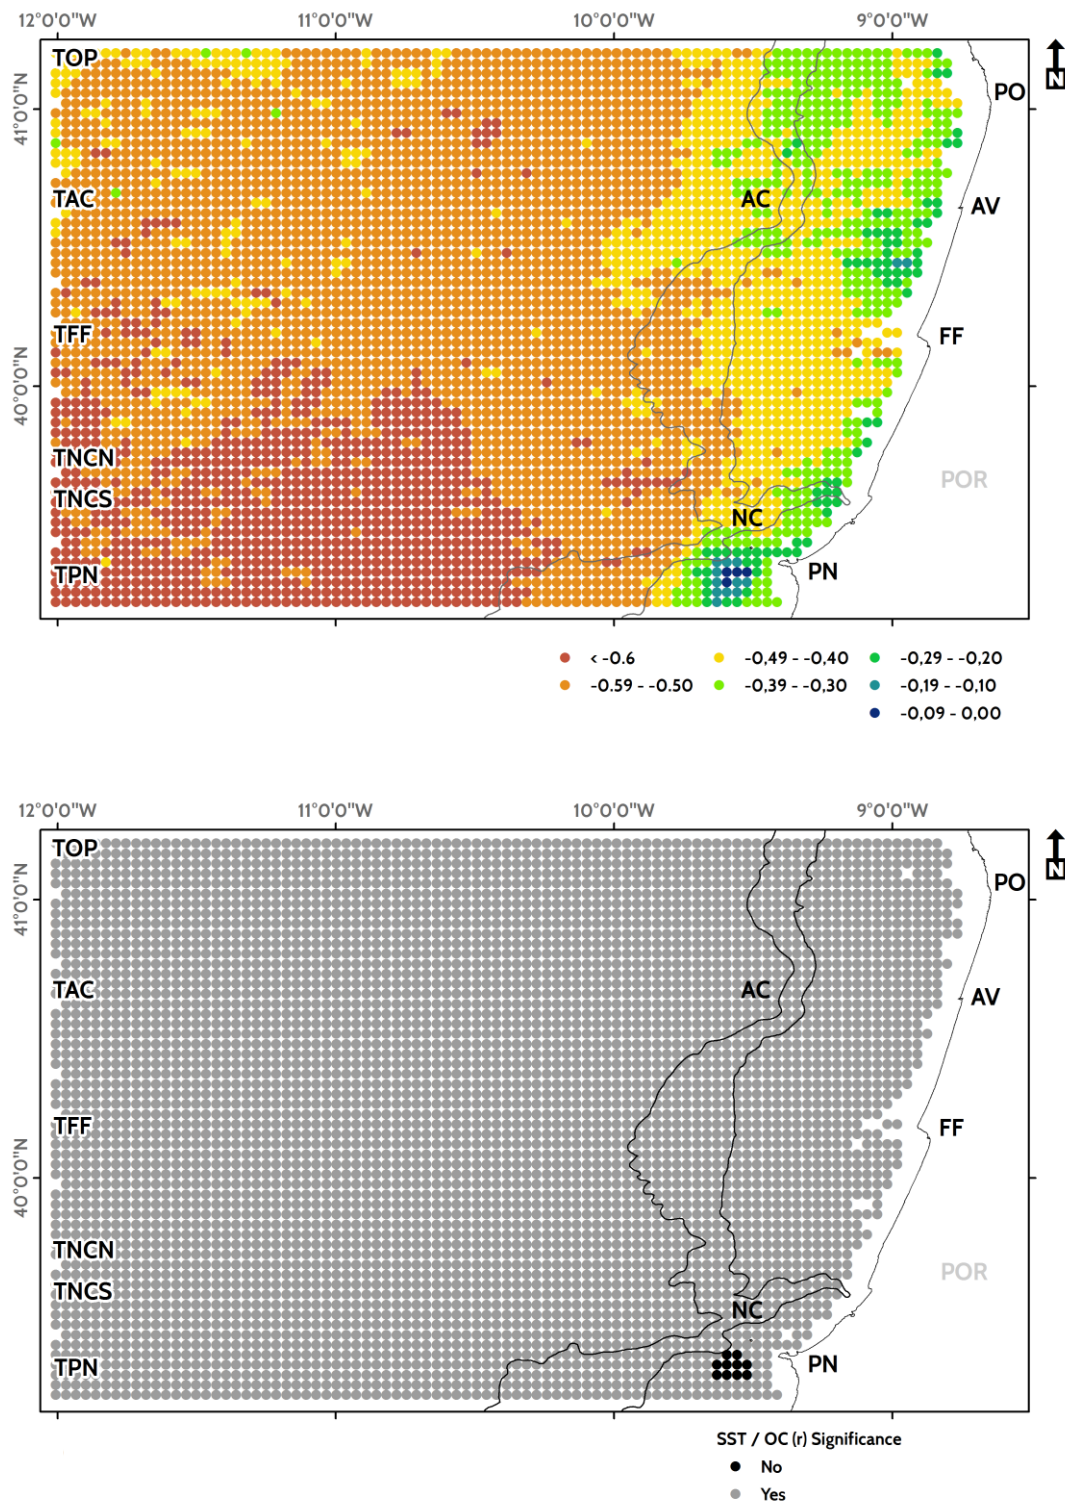 12°0'0"W 11°0'0"W 10°0'0"W 9°0'0"W
TOP
N
PO
41°0'0"N
TAC
AC
AV
TFF
FF
40°0'0"N
TNCN
POR
TNCS
NC
TPN
PN
< -0.6
-0,49 - -0,40
-0,29 - -0,20
-0,59 - -0,50
-0,39 - -0,30
-0,19 - -0,10
-0,09 - 0,00
12°0'0"W 11°0'0"W 10°0'0"W 9°0'0"W
TOP
N
PO
41°0'0"N
TAC
AC
AV
TFF
FF
40°0'0"N
TNCN
POR
TNCS
NC
TPN
PN
SST / OC (r) Significance
No
Yes